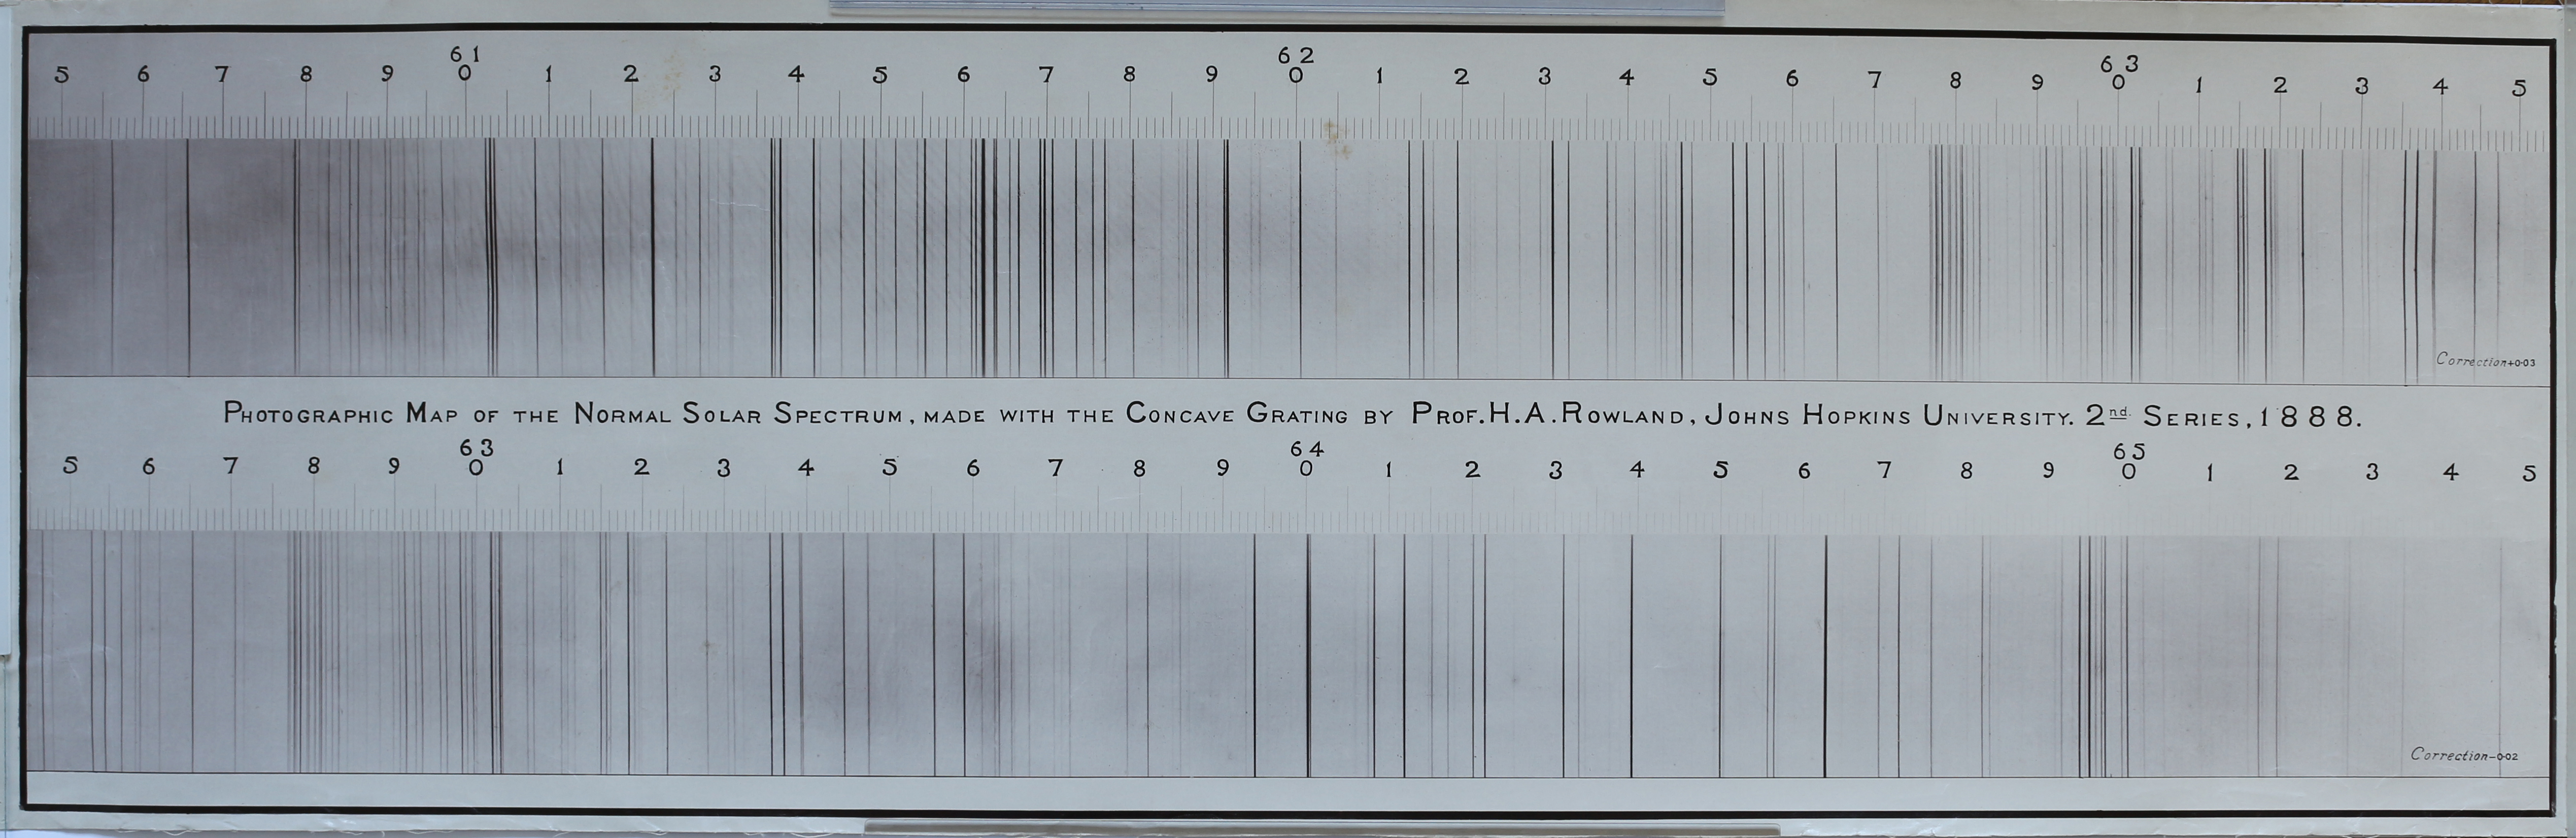 61 62 63
5 6 7 8 9 0 1 2 3 4 5 6 7 8 9 0 1 2 3 4 5 6 7 8 9 0 1 2 3 4 5
Correction+0·03
Photographic Map of the Normal Solar Spectrum, made with the Concave Grating by Prof. H. A. Rowland, Johns Hopkins University. 2nd. Series, 1888.
63 64 65
5 6 7 8 9 0 1 2 3 4 5 6 7 8 9 0 1 2 3 4 5 6 7 8 9 0 1 2 3 4 5
Correction-0·02